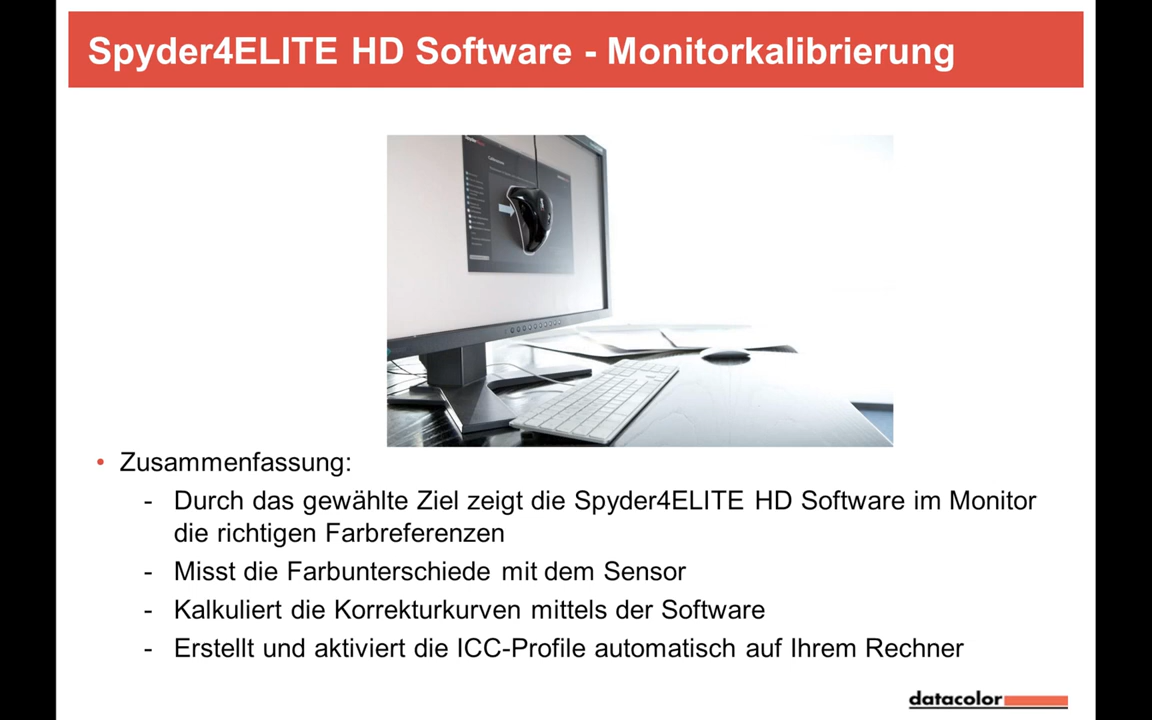 Spyder4ELITE HD Software - Monitorkalibrierung
• Zusammenfassung:
- Durch das gewählte Ziel zeigt die Spyder4ELITE HD Software im Monitor
die richtigen Farbreferenzen
- Misst die Farbunterschiede mit dem Sensor
- Kalkuliert die Korrekturkurven mittels der Software
- Erstellt und aktiviert die ICC-Profile automatisch auf Ihrem Rechner
datacolor